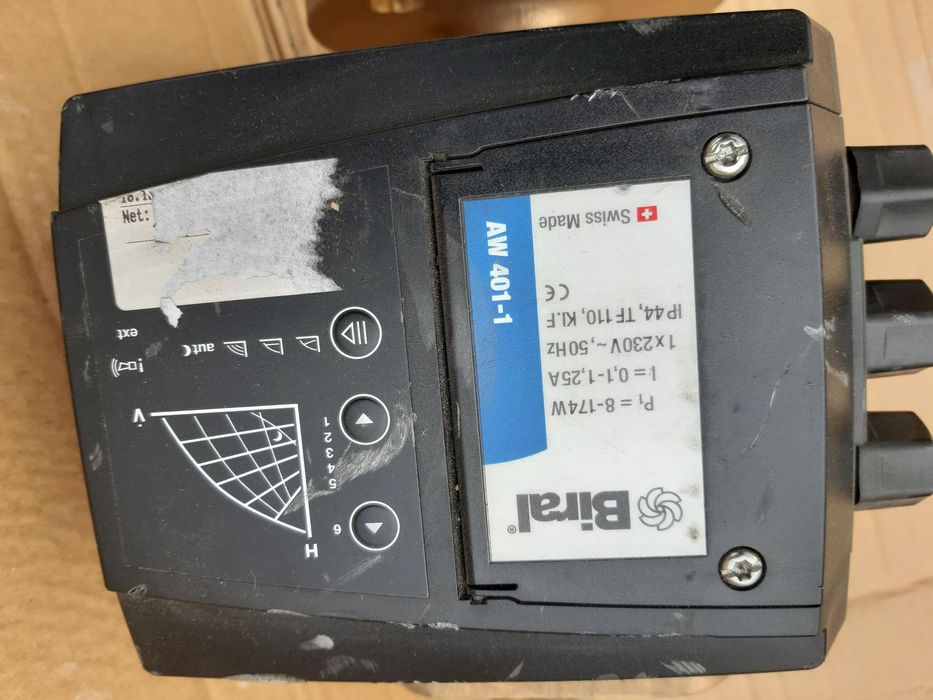 Biral®
P1 = 8-174W
I = 0,1-1,25A
1x230V~,50Hz
IP44, TF110, Kl.F
CE
Swiss Made
AW 401-1
H
6
5
4
3
2
1
V̇
auto
ext
!
Net: